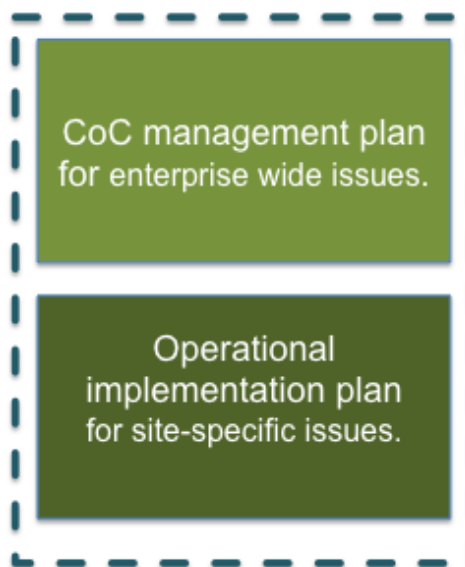 CoC management plan
for enterprise wide issues.
Operational
implementation plan
for site-specific issues.